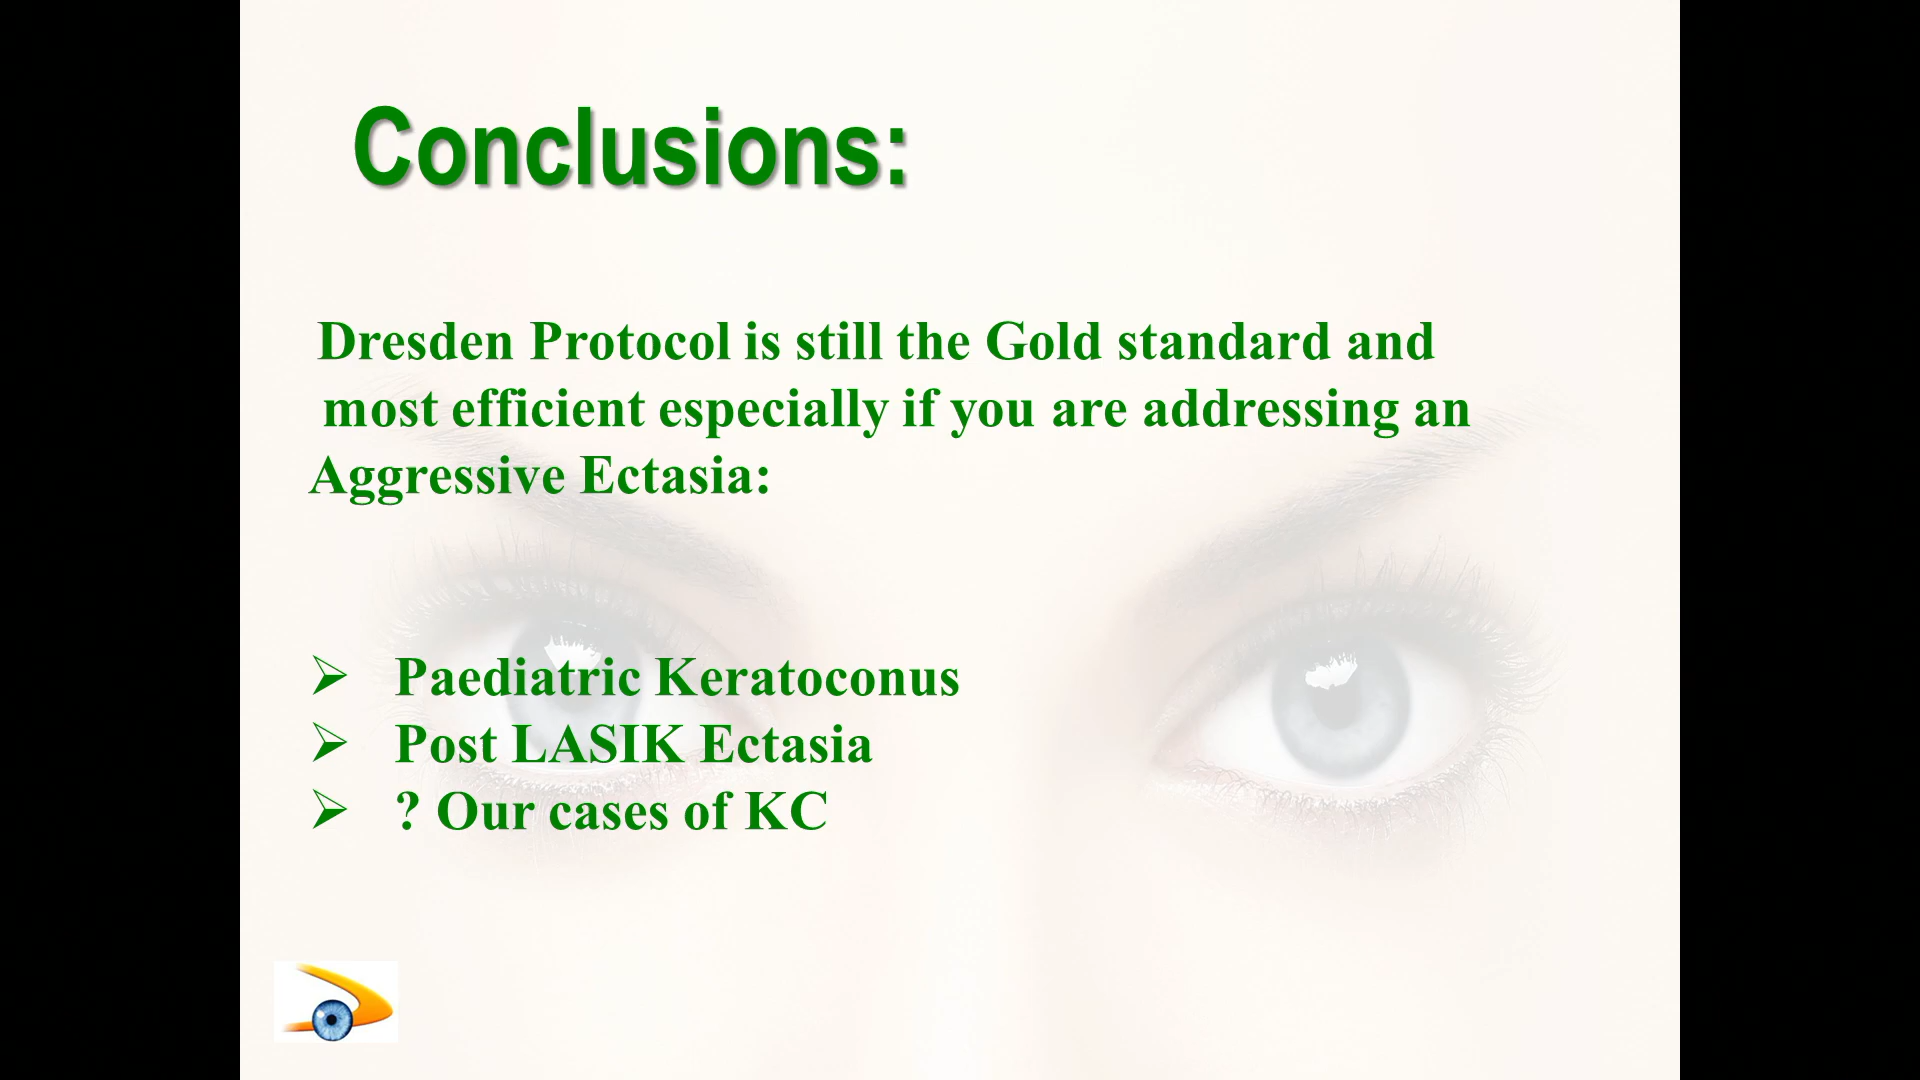 Conclusions:
Dresden Protocol is still the Gold standard and
most efficient especially if you are addressing an
Aggressive Ectasia:
➢ Paediatric Keratoconus
➢ Post LASIK Ectasia
➢ ? Our cases of KC